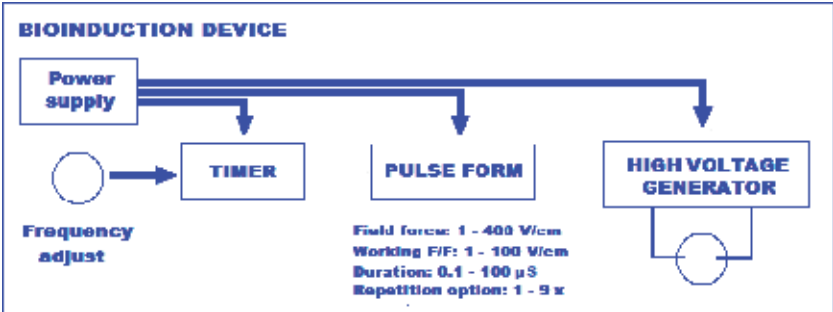 BIOINDUCTION DEVICE
Power
supply
TIMER
PULSE FORM
HIGH VOLTAGE
GENERATOR
Frequency
adjust
Field force: 1 - 400 V/cm
Working F/F: 1 - 100 V/cm
Duration: 0.1 - 100 µS
Repetition option: 1 - 9 x